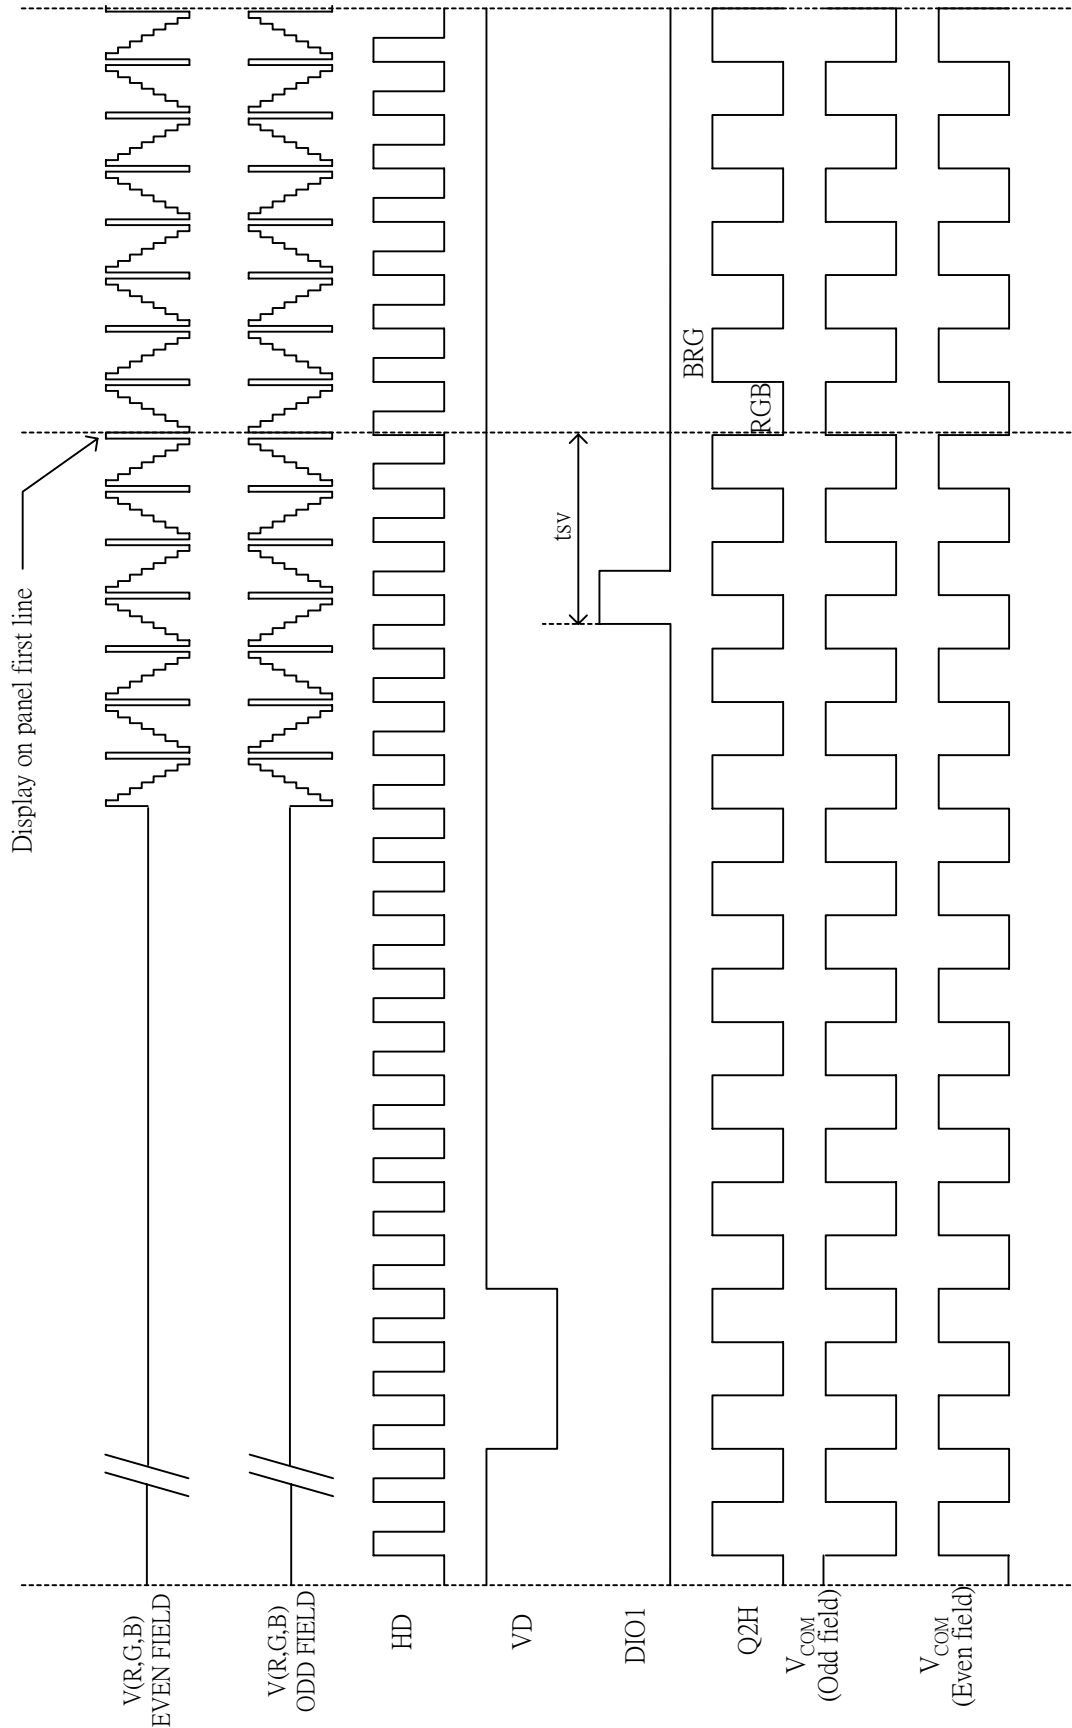 Display on panel first line
V(R,G,B)
EVEN FIELD
V(R,G,B)
ODD FIELD
HD
VD
tsv
DIO1
BRG
RGB
Q2H
VCOM
(Odd field)
VCOM
(Even field)